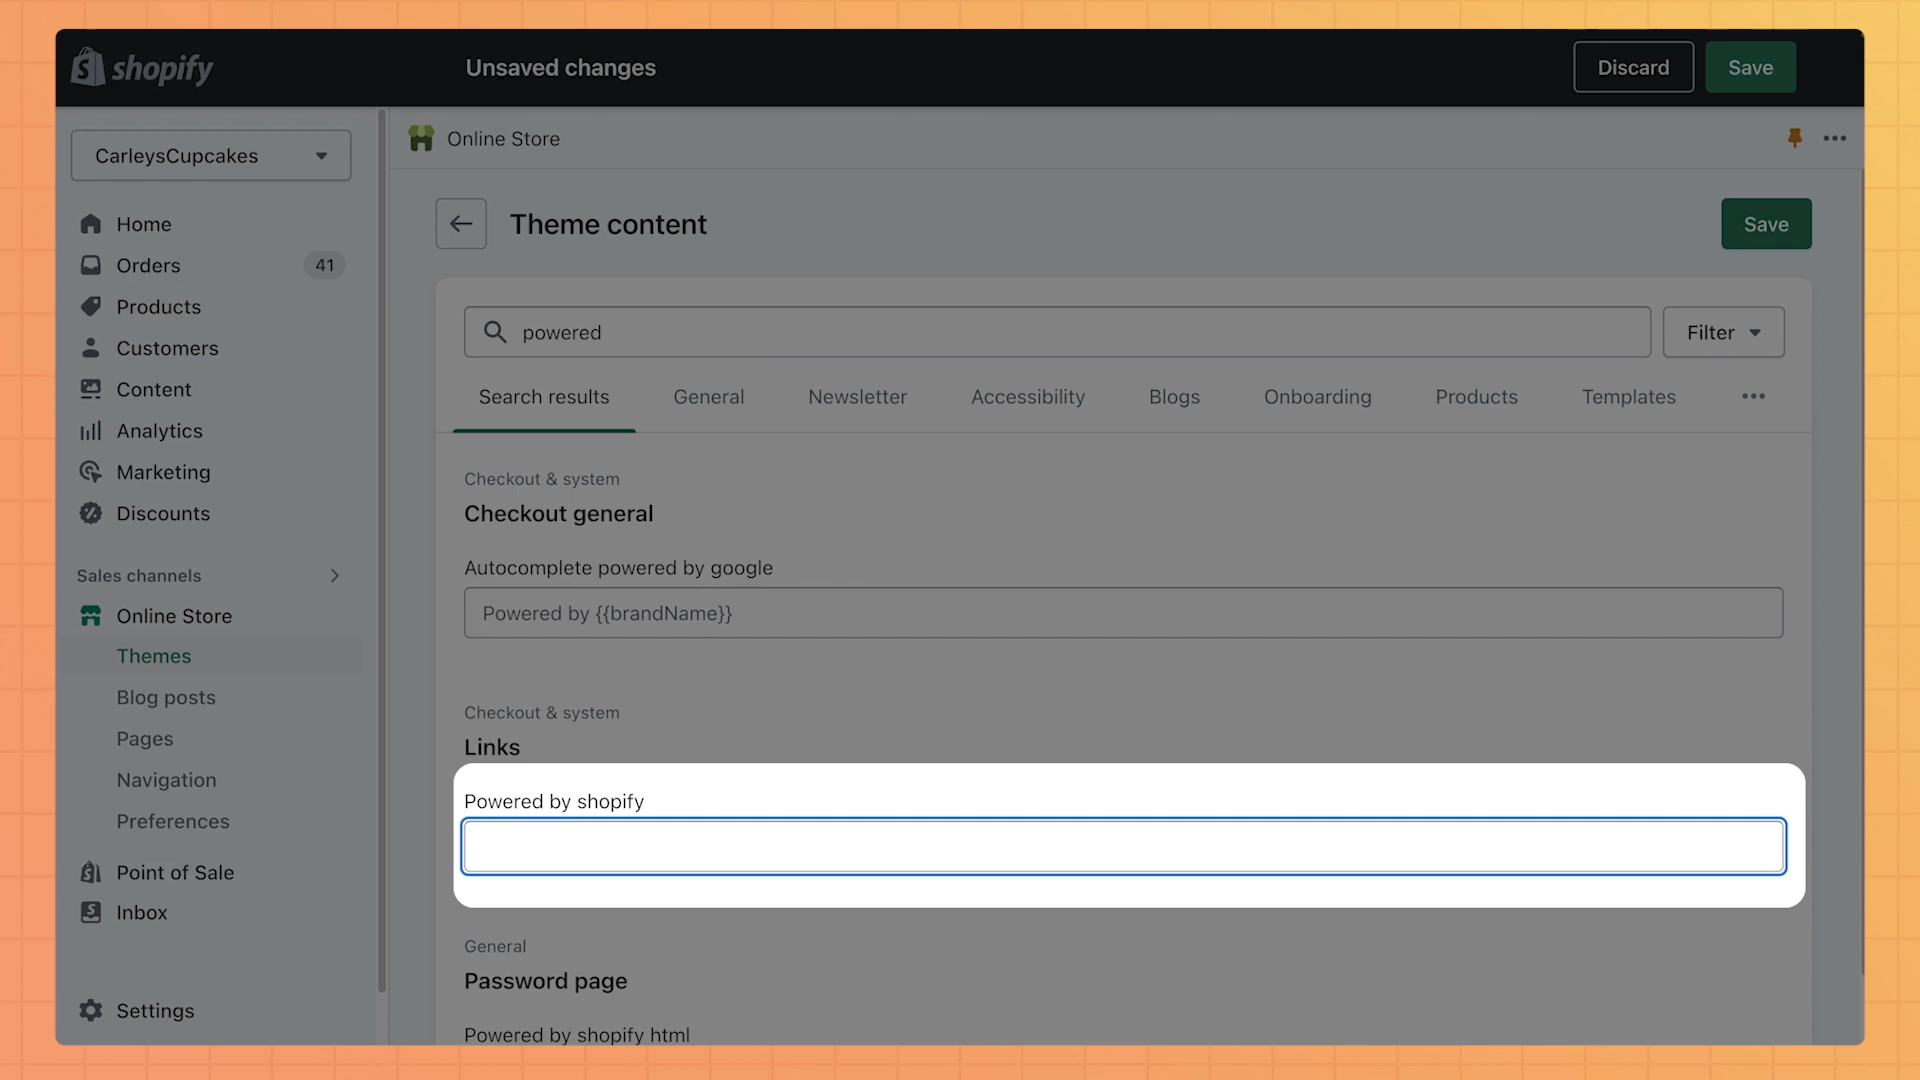 shopify
Unsaved changes
Discard
Save
CarleysCupcakes
Home
Orders
41
Products
Customers
Content
Analytics
Marketing
Discounts
Sales channels
Online Store
Themes
Blog posts
Pages
Navigation
Preferences
Point of Sale
Inbox
Settings
Online Store
Theme content
Save
powered
Filter
Search results
General
Newsletter
Accessibility
Blogs
Onboarding
Products
Templates
Checkout & system
Checkout general
Autocomplete powered by google
Powered by {{brandName}}
Checkout & system
Links
Powered by shopify
General
Password page
Powered by shopify html